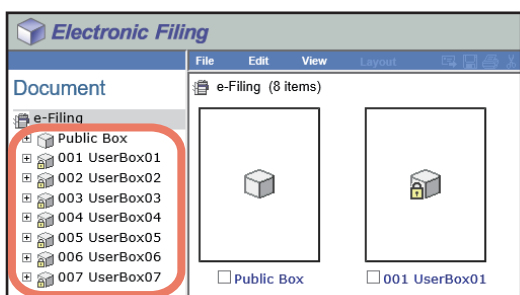 Electronic Filing
File Edit View Layout
Document
e-Filing (8 items)
e-Filing
Public Box
001 UserBox01
002 UserBox02
003 UserBox03
004 UserBox04
005 UserBox05
006 UserBox06
007 UserBox07
Public Box 001 UserBox01